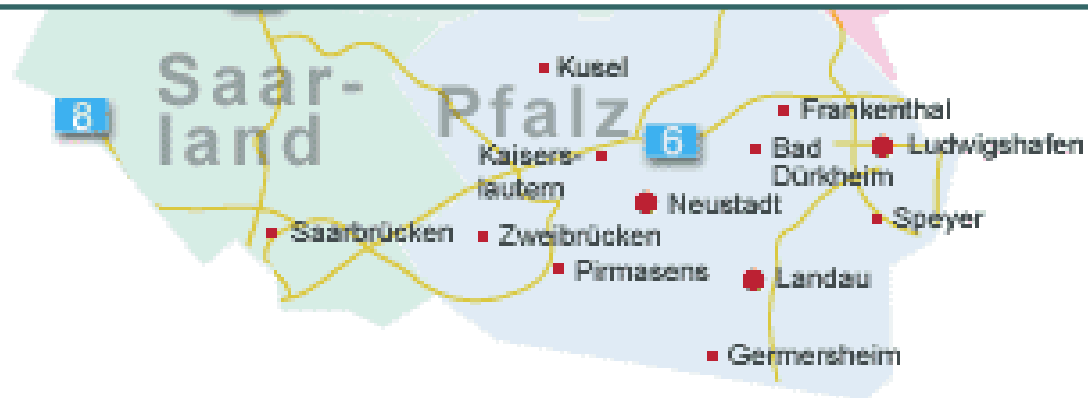 Saar-
land
Pfalz
8
6
Kusel
Frankenthal
Kaisers-
lautern
Bad
Dürkheim
Ludwigshafen
Neustadt
Speyer
Saarbrücken
Zweibrücken
Pirmasens
Landau
Germersheim